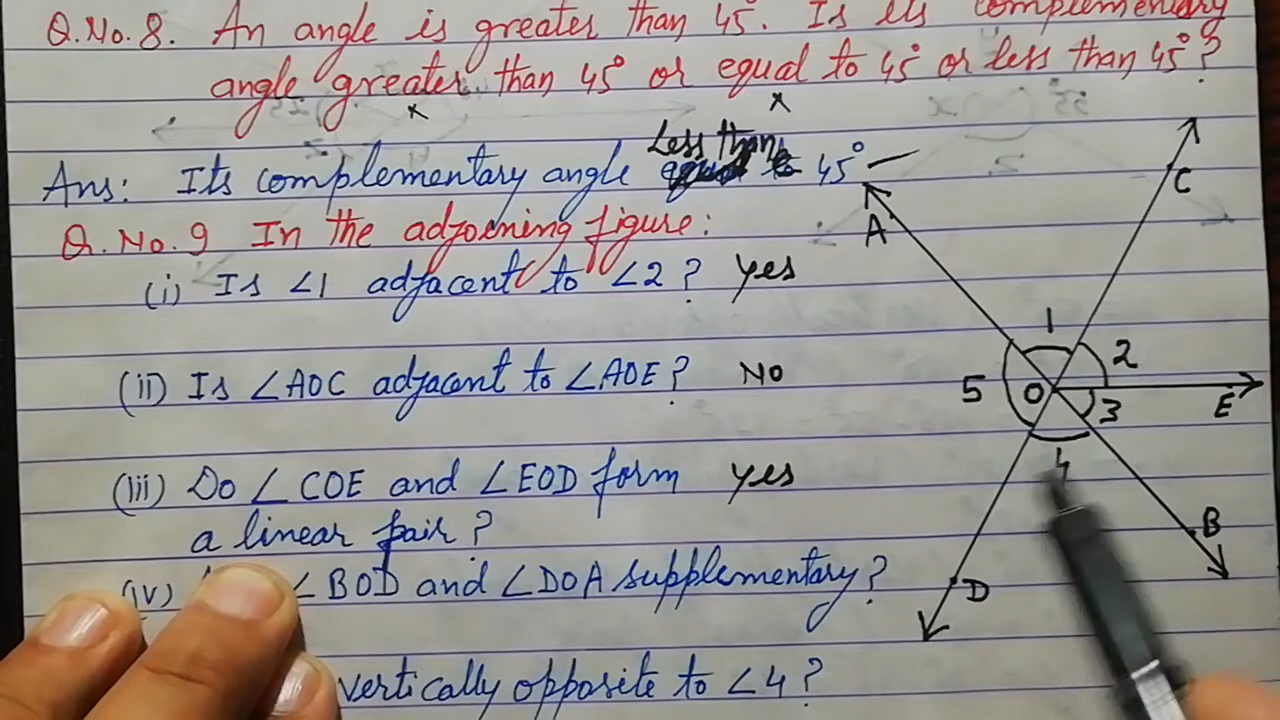 Q.No.8. An angle is greater than 45°. Is its complementary
angle greater than 45° or equal to 45° or less than 45°?
x x
Less than
Ans: Its complementary angle 45° —
Q.No.9 In the adjoining figure:
(i) Is ∠1 adjacent to ∠2? Yes
(ii) Is ∠AOC adjacent to ∠AOE? No
(iii) Do ∠COE and ∠EOD form Yes
a linear pair?
(iv) ∠BOD and ∠DOA supplementary?
vertically opposite to ∠4?
A
C
1
2
5
O
3
E
4
B
D